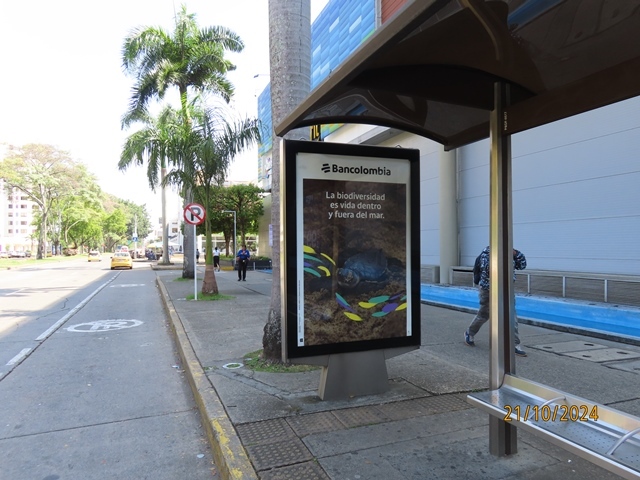 Bancolombia
La biodiversidad
es vida dentro
y fuera del mar.
21/10/2024